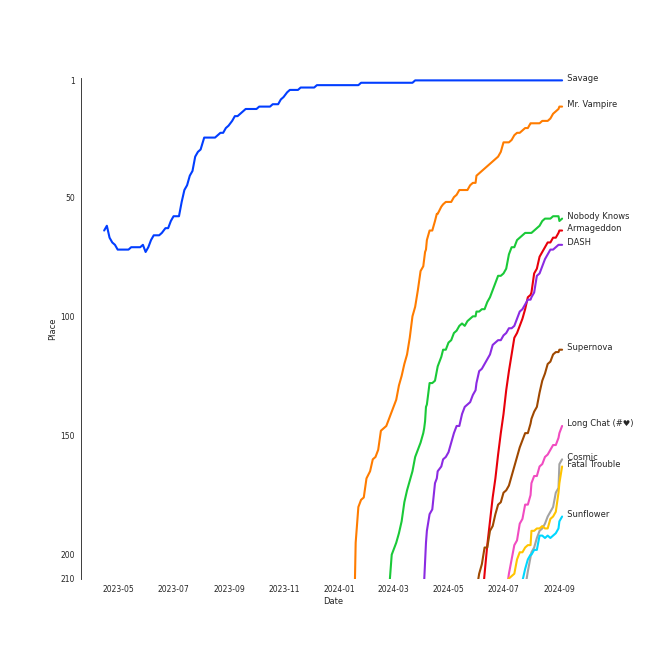 1
50
100
150
200
210
Place
2023-05
2023-07
2023-09
2023-11
2024-01
2024-03
2024-05
2024-07
2024-09
Date
Savage
Mr. Vampire
Nobody Knows
Armageddon
DASH
Supernova
Long Chat (#♥)
Cosmic
Fatal Trouble
Sunflower